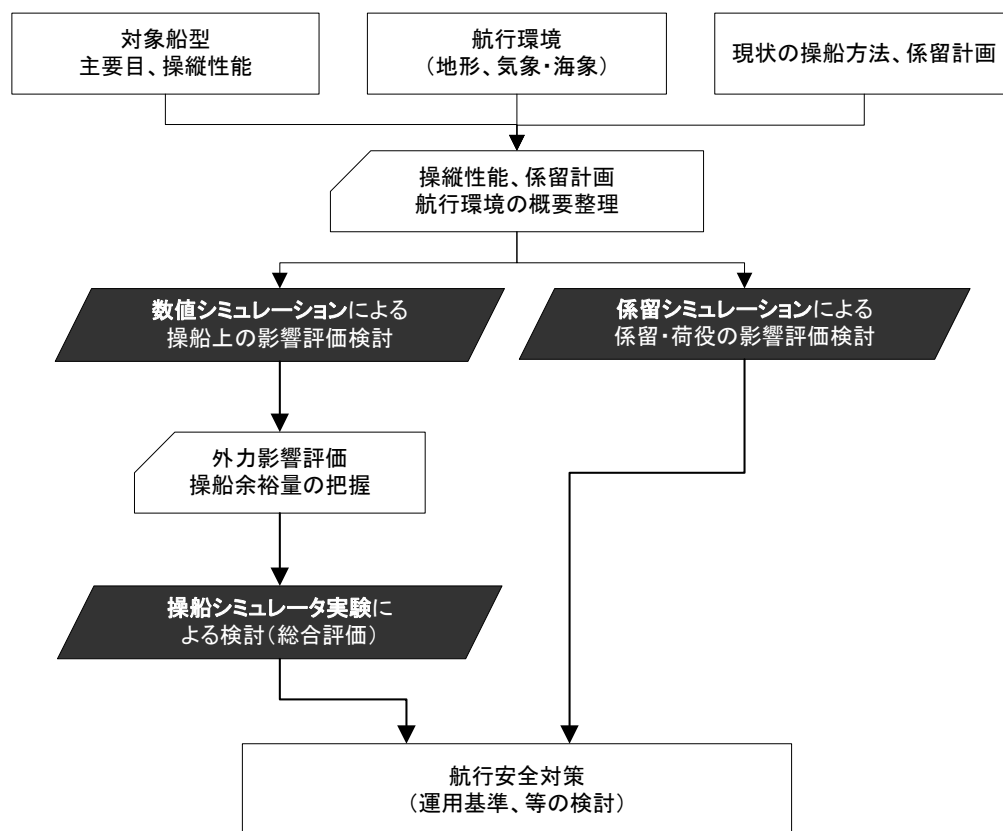 対象船型
主要目、操縦性能
航行環境
（地形、気象・海象）
現状の操船方法、係留計画
操縦性能、係留計画
航行環境の概要整理
数値シミュレーションによる
操船上の影響評価検討
係留シミュレーションによる
係留・荷役の影響評価検討
外力影響評価
操船余裕量の把握
操船シミュレータ実験に
よる検討（総合評価）
航行安全対策
（運用基準、等の検討）